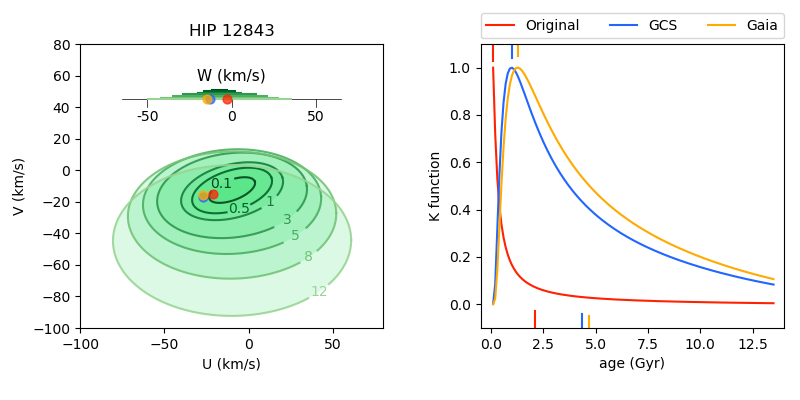 HIP 12843
80
60
40
20
0
−20
−40
−60
−80
−100
V (km/s)
W (km/s)
-50 0 50
0.1
0.5 1
3
5
8
12
−100 −50 0 50
U (km/s)
Original GCS Gaia
1.0
0.8
0.6
0.4
0.2
0.0
K function
0.0 2.5 5.0 7.5 10.0 12.5
age (Gyr)